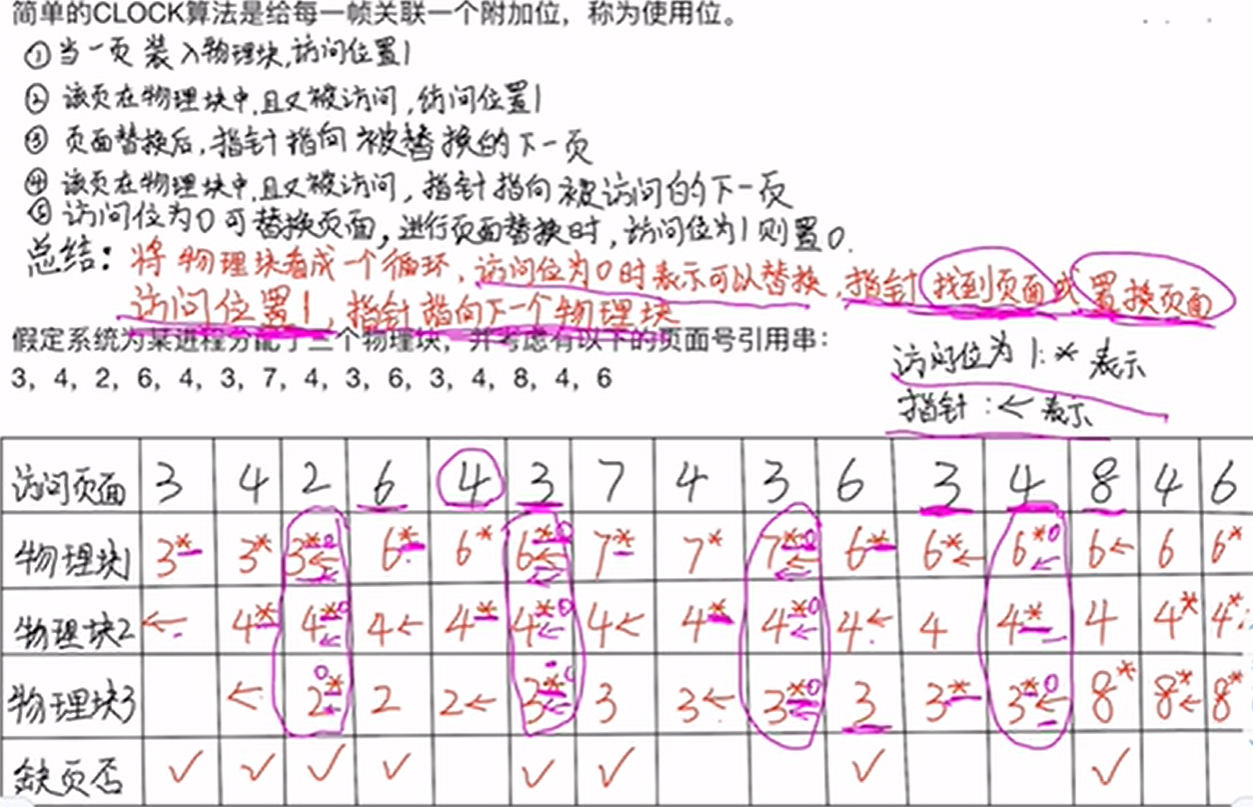 简单的CLOCK算法是给每一帧关联一个附加位，称为使用位。
①当一页装入物理块,访问位置1
②该页在物理块中,且又被访问,访问位置1
③页面替换后,指针指向被替换的下一页
④该页在物理块中,且又被访问,指针指向被访问的下一页
⑤访问位为0可替换页面,进行页面替换时,访问位为1则置0.
总结:将物理块看成一个循环,访问位为0时表示可以替换,指针找到页面或置换页面
访问位置1,指针指向下一个物理块
假定系统为某进程分配了三个物理块，并考虑有以下的页面号引用串：
3，4，2，6，4，3，7，4，3，6，3，4，8，4，6
访问位为1:* 表示
指针:← 表示
访问页面 3 4 2 6 4 3 7 4 3 6 3 4 8 4 6
物理块1 3* 3* 3*0← 6* 6* 6*0← 7* 7* 7*0← 6* 6*← 6*0← 6← 6 6*
物理块2 ← 4* 4*0← 4← 4* 4*0← 4← 4* 4*0← 4← 4 4* 4 4* 4*
物理块3 ← 2*0← 2 2← 3*0← 3 3← 3*0← 3 3* 3*0← 8* 8*← 8*
缺页否 ✓ ✓ ✓ ✓ ✓ ✓ ✓ ✓